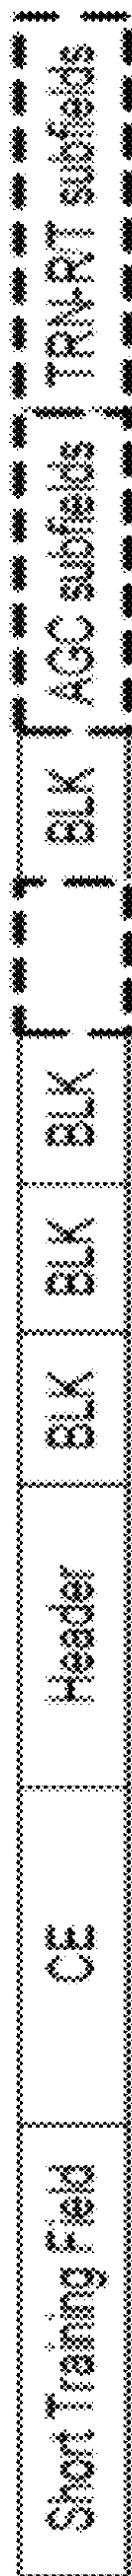 Short Training Field
CE
Header
BLK
BLK
BLK
BLK
AGC subfields
TRN-R/T subfields